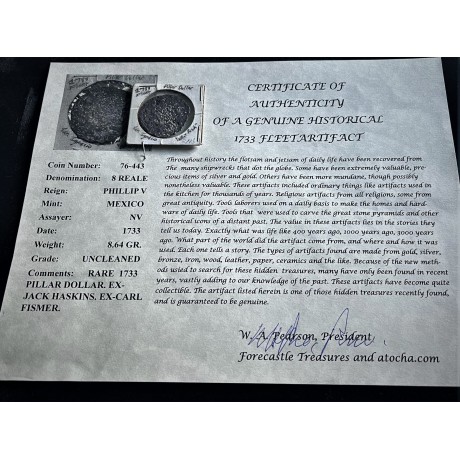 CERTIFICATE OF
AUTHENTICITY
OF A GENUINE HISTORICAL
1733 FLEETARTIFACT
Coin Number: 76-443
Denomination: 8 REALE
Reign: PHILLIP V
Mint: MEXICO
Assayer: NV
Date: 1733
Weight: 8.64 GR.
Grade: UNCLEANED
Comments: RARE 1733
PILLAR DOLLAR. EX-
JACK HASKINS. EX-CARL
FISMER.
Throughout history the flotsam and jetsam of daily life have been recovered from
The many shipwrecks that dot the globe. Some have been extremely valuable, pre-
cious items of silver and gold. Others have been more mundane, though possibly
nonetheless valuable. These artifacts included ordinary things like artifacts used in
the kitchen for thousands of years. Religious artifacts from all religions, some from
great antiquity. Tools laborers used on a daily basis to make the homes and hard-
ware of daily life. Tools that were used to carve the great stone pyramids and other
historical icons of a distant past. The value in these artifacts lies in the stories they
tell us today. Exactly what was life like 400 years ago, 1000 years ago, 3000 years
ago. What part of the world did the artifact come from, and where and how it was
used. Each one tells a story. The types of artifacts found are made from gold, silver,
bronze, iron, wood, leather, paper, ceramics and the like. Because of the new meth-
ods used to search for these hidden treasures, many have only been found in recent
years, vastly adding to our knowledge of the past. These artifacts have become quite
collectible. The artifact listed herein is one of those hidden treasures recently found,
and is guaranteed to be genuine.
W. A. Pearson, President
Forecastle Treasures and atocha.com